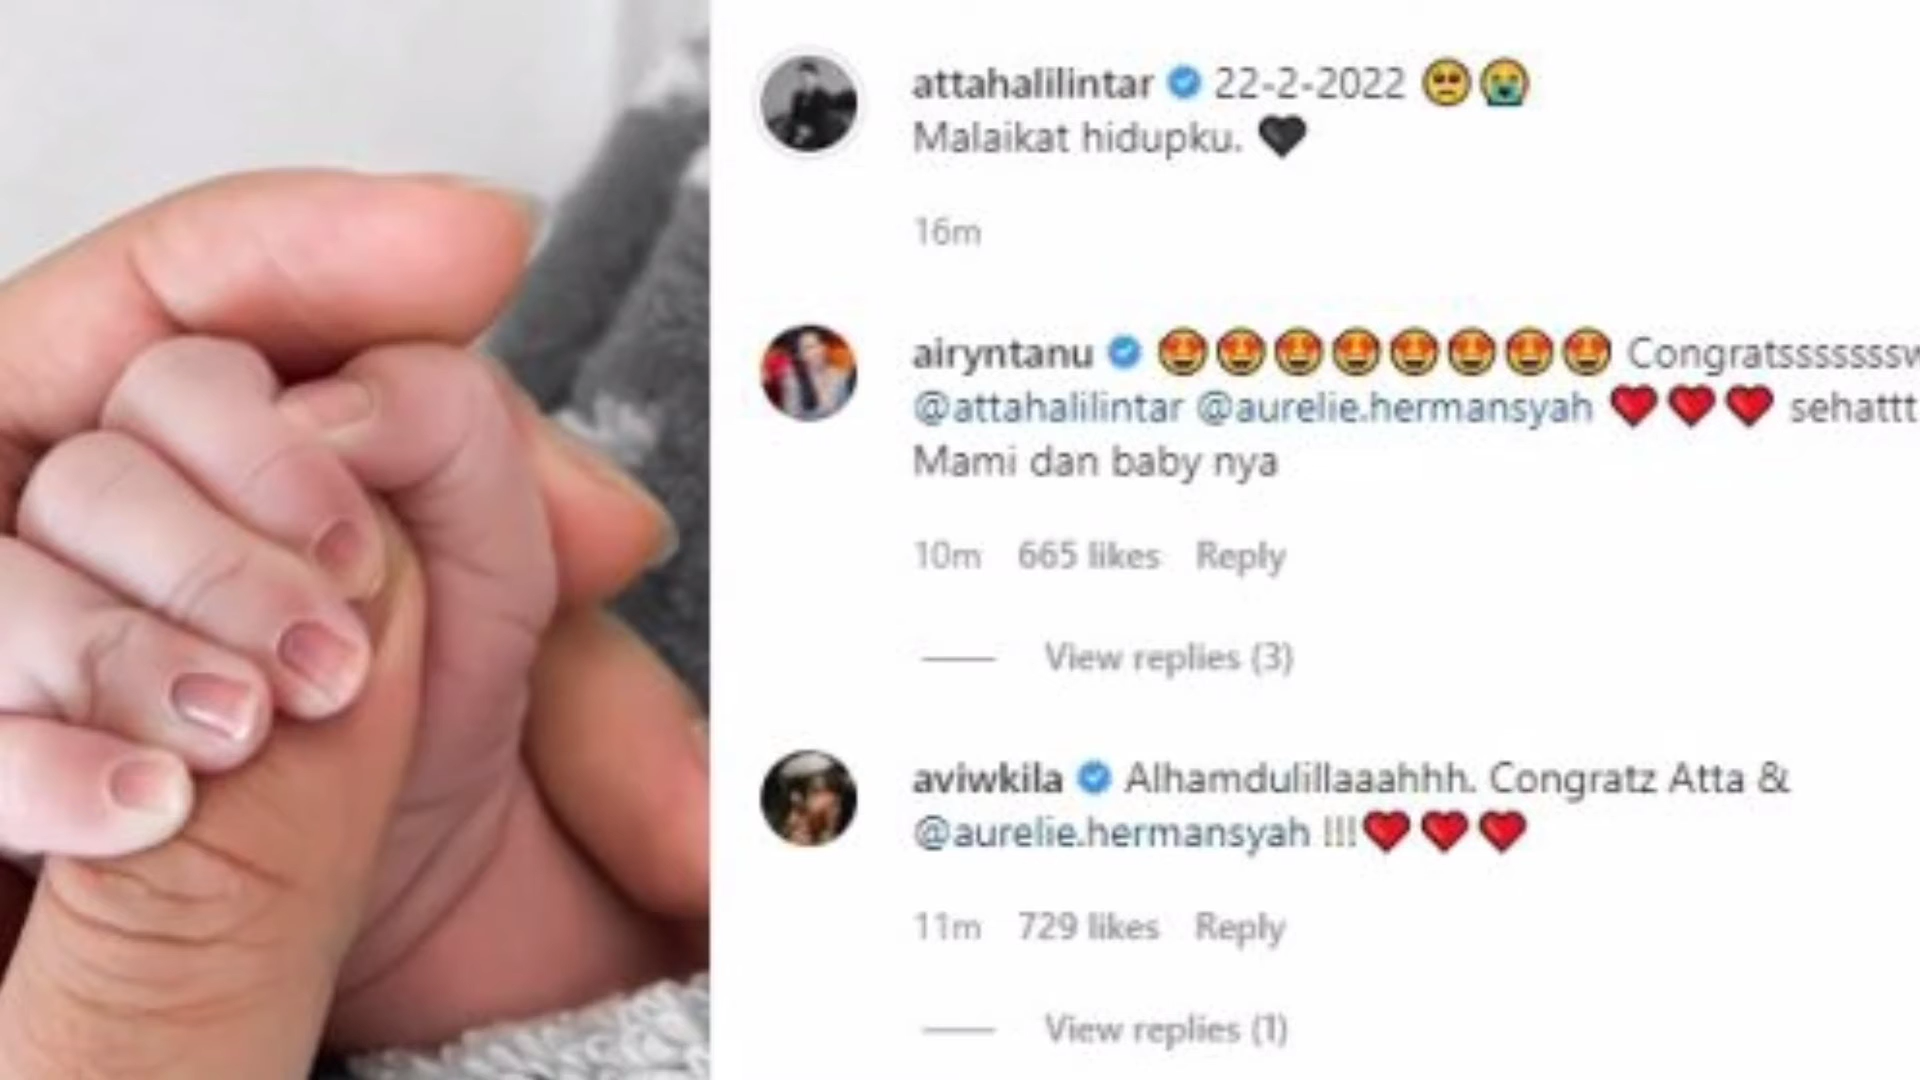 attahalilintar 22-2-2022 🥺😭
Malaikat hidupku. 🖤
16m
airyntanu 🤩🤩🤩🤩🤩🤩🤩🤩
@attahalilintar @aurelie.hermansyah ❤️❤️❤️ sehattt
Mami dan baby nya
10m 665 likes Reply
View replies (3)
aviwkila Alhamdulillaaahhh. Congratz Atta &
@aurelie.hermansyah !!!❤️❤️❤️
11m 729 likes Reply
View replies (1)